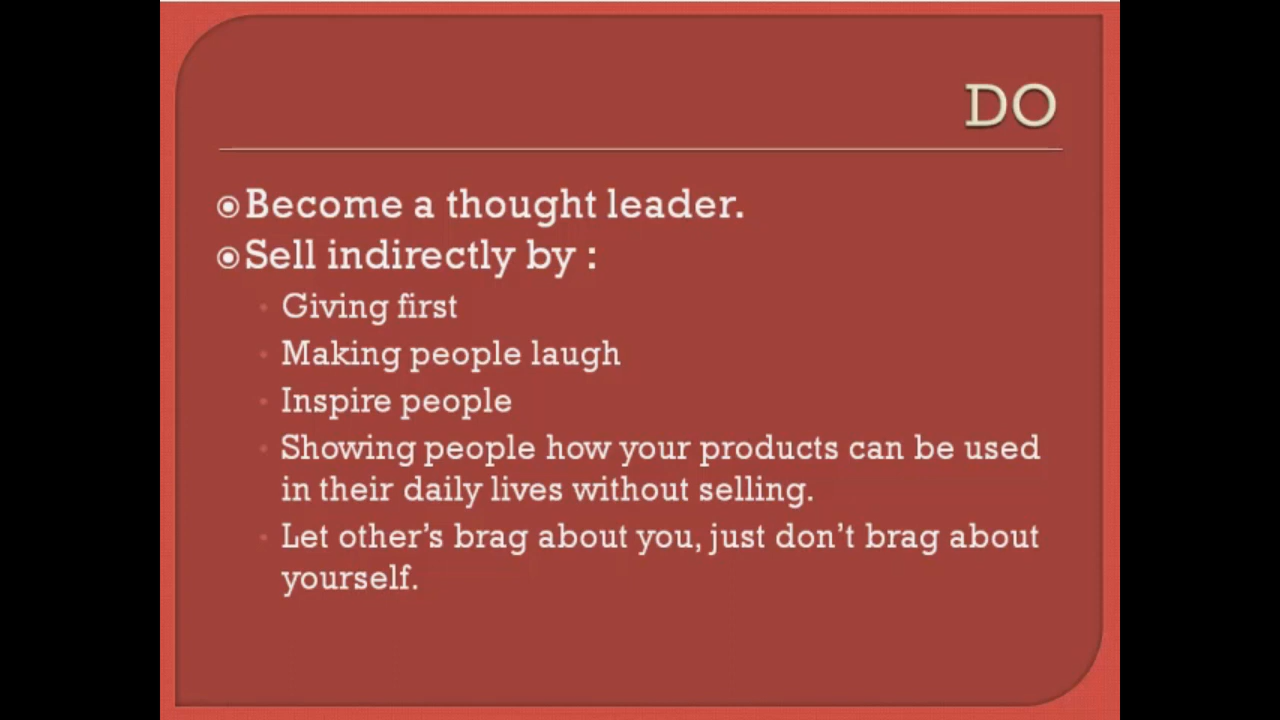 DO
Become a thought leader.
Sell indirectly by :
Giving first
Making people laugh
Inspire people
Showing people how your products can be used
in their daily lives without selling.
Let other’s brag about you, just don’t brag about
yourself.